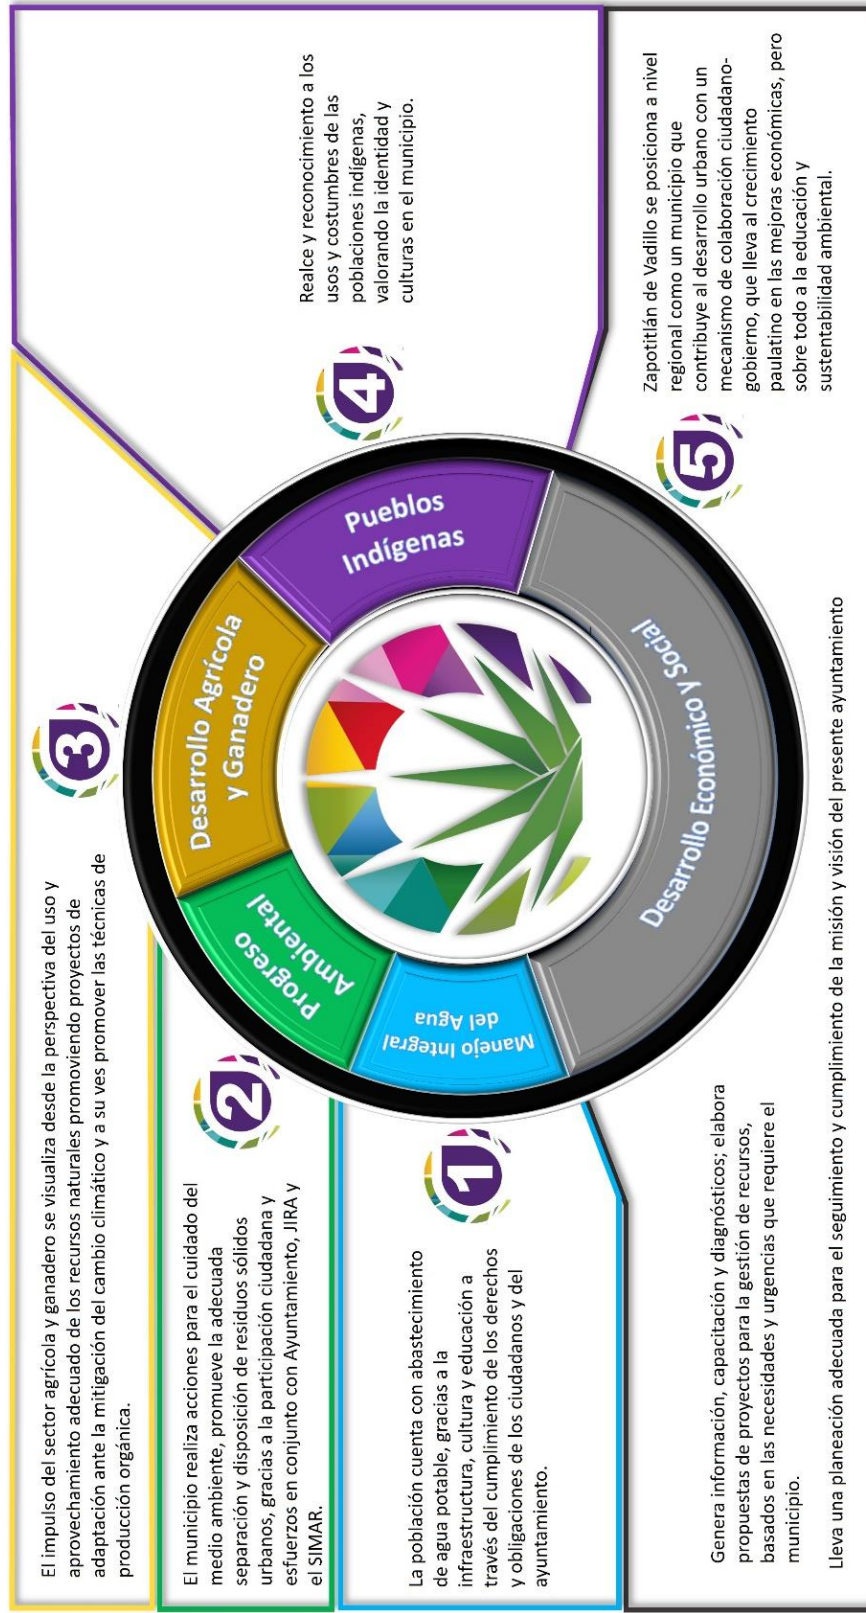 El impulso del sector agrícola y ganadero se visualiza desde la perspectiva del uso y
aprovechamiento adecuado de los recursos naturales promoviendo proyectos de
adaptación ante la mitigación del cambio climático y a su ves promover las técnicas de
producción orgánica.
3
El municipio realiza acciones para el cuidado del
medio ambiente, promueve la adecuada
separación y disposición de residuos sólidos
urbanos, gracias a la participación ciudadana y
esfuerzos en conjunto con Ayuntamiento, JIRA y
el SIMAR.
2
La población cuenta con abastecimiento
de agua potable, gracias a la
infraestructura, cultura y educación a
través del cumplimiento de los derechos
y obligaciones de los ciudadanos y del
ayuntamiento.
1
Manejo Integral
del Agua
Progreso
Ambiental
Desarrollo Agrícola
y Ganadero
Pueblos
Indígenas
Desarrollo Económico y Social
4
Realce y reconocimiento a los
usos y costumbres de las
poblaciones indígenas,
valorando la identidad y
culturas en el municipio.
5
Zapotitlán de Vadillo se posiciona a nivel
regional como un municipio que
contribuye al desarrollo urbano con un
mecanismo de colaboración ciudadano-
gobierno, que lleva al crecimiento
paulatino en las mejoras económicas, pero
sobre todo a la educación y
sustentabilidad ambiental.
Genera información, capacitación y diagnósticos; elabora
propuestas de proyectos para la gestión de recursos,
basados en las necesidades y urgencias que requiere el
municipio.
Lleva una planeación adecuada para el seguimiento y cumplimiento de la misión y visión del presente ayuntamiento